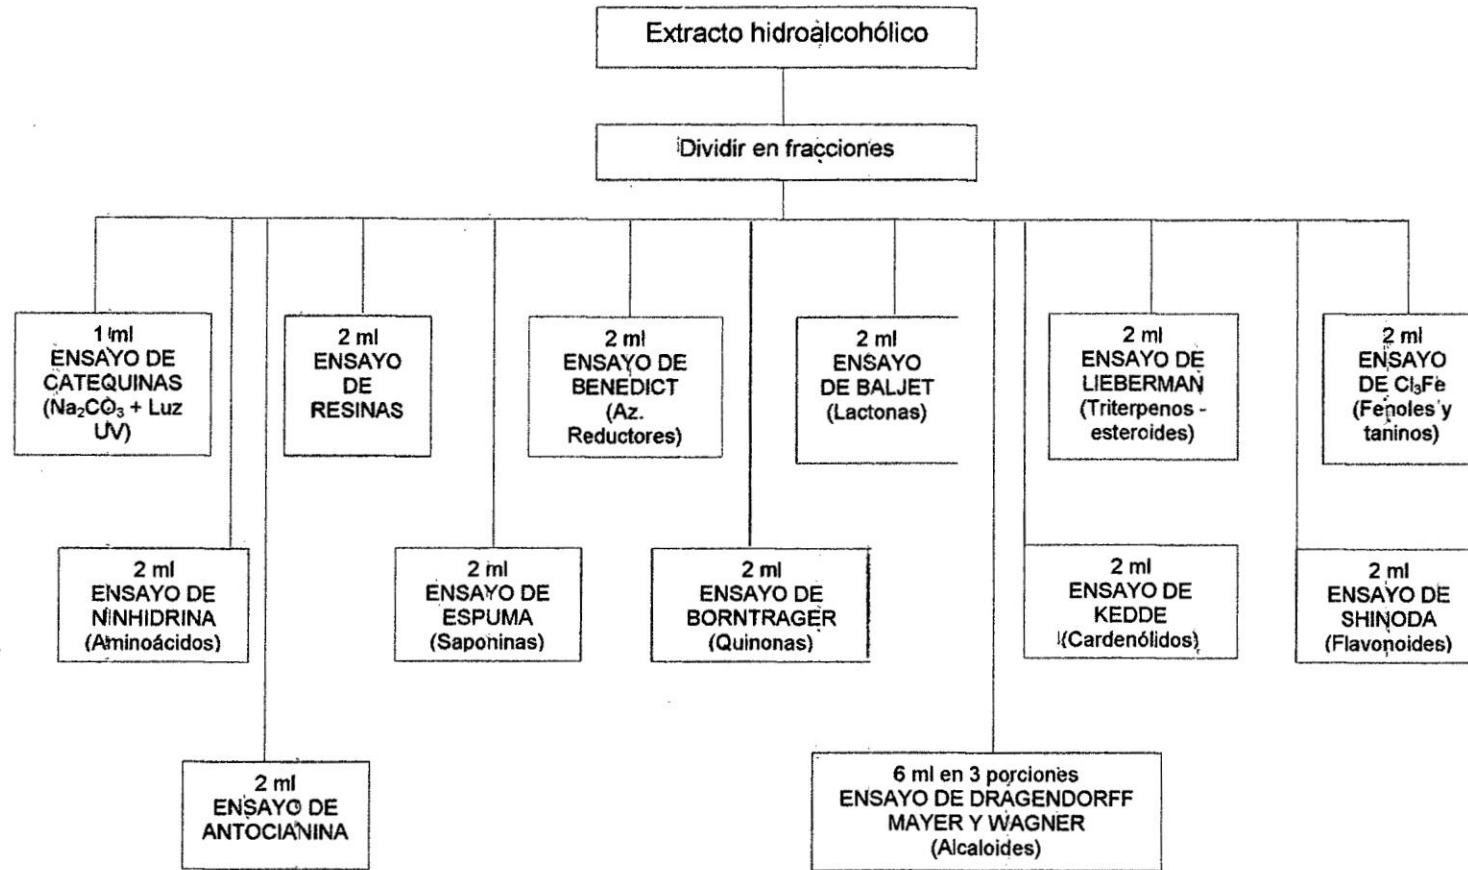 Extracto hidroalcohólico
Dividir en fracciones
1 ml
ENSAYO DE
CATEQUINAS
(Na₂CO₃ + Luz
UV)
2 ml
ENSAYO
DE
RESINAS
2 ml
ENSAYO DE
BENEDICT
(Az.
Reductores)
2 ml
ENSAYO
DE BALJET
(Lactonas)
2 ml
ENSAYO DE
LIEBERMAN
(Triterpenos -
esteroides)
2 ml
ENSAYO
DE Cl₃Fe
(Fenoles y
taninos)
2 ml
ENSAYO DE
NINHIDRINA
(Aminoácidos)
2 ml
ENSAYO DE
ESPUMA
(Saponinas)
2 ml
ENSAYO DE
BORNTRAGER
(Quinonas)
2 ml
ENSAYO DE
KEDDE
(Cardenólidos)
2 ml
ENSAYO DE
SHINODA
(Flavonoides)
2 ml
ENSAYO DE
ANTOCIANINA
6 ml en 3 porciones
ENSAYO DE DRAGENDORFF
MAYER Y WAGNER
(Alcaloides)